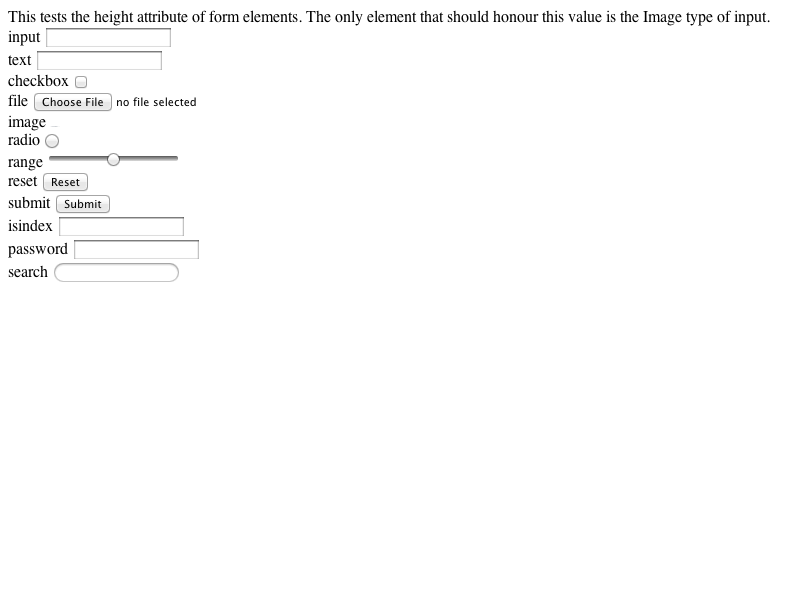 This tests the height attribute of form elements. The only element that should honour this value is the Image type of input.
input
text
checkbox
file Choose File no file selected
image
radio
range
reset Reset
submit Submit
isindex
password
search